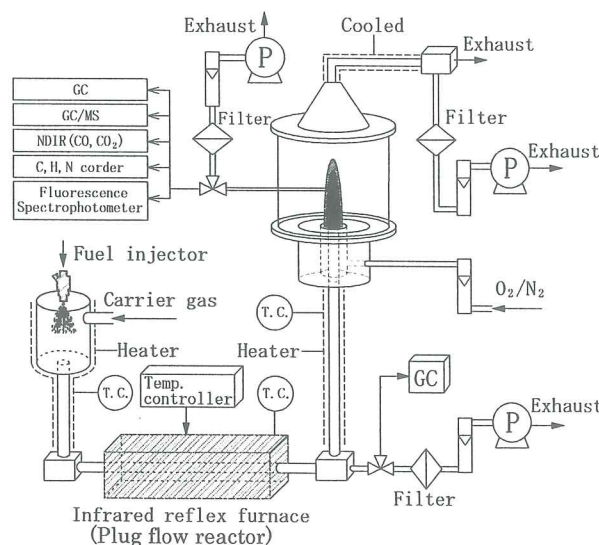 Exhaust
P
Cooled
Exhaust
GC
GC/MS
NDIR(CO, CO₂)
C, H, N corder
Fluorescence
Spectrophotometer
Filter
Filter
P
Exhaust
Fuel injector
Carrier gas
Heater
T.C.
Temp.
controller
T.C.
T.C.
Heater
O₂/N₂
GC
P
Exhaust
Filter
Infrared reflex furnace
(Plug flow reactor)